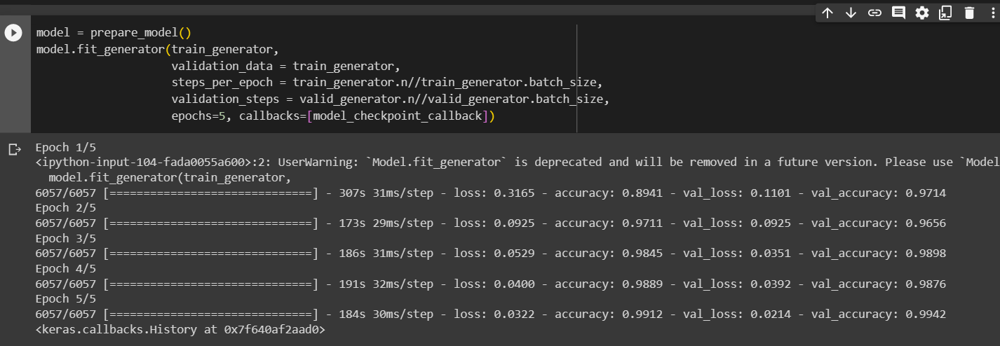 model = prepare_model()
model.fit_generator(train_generator,
                    validation_data = train_generator,
                    steps_per_epoch = train_generator.n//train_generator.batch_size,
                    validation_steps = valid_generator.n//valid_generator.batch_size,
                    epochs=5, callbacks=[model_checkpoint_callback])
Epoch 1/5
<ipython-input-104-fada0055a600>:2: UserWarning: `Model.fit_generator` is deprecated and will be removed in a future version. Please use `Model
  model.fit_generator(train_generator,
6057/6057 [==============================] - 307s 31ms/step - loss: 0.3165 - accuracy: 0.8941 - val_loss: 0.1101 - val_accuracy: 0.9714
Epoch 2/5
6057/6057 [==============================] - 173s 29ms/step - loss: 0.0925 - accuracy: 0.9711 - val_loss: 0.0925 - val_accuracy: 0.9656
Epoch 3/5
6057/6057 [==============================] - 186s 31ms/step - loss: 0.0529 - accuracy: 0.9845 - val_loss: 0.0351 - val_accuracy: 0.9898
Epoch 4/5
6057/6057 [==============================] - 191s 32ms/step - loss: 0.0400 - accuracy: 0.9889 - val_loss: 0.0392 - val_accuracy: 0.9876
Epoch 5/5
6057/6057 [==============================] - 184s 30ms/step - loss: 0.0322 - accuracy: 0.9912 - val_loss: 0.0214 - val_accuracy: 0.9942
<keras.callbacks.History at 0x7f640af2aad0>